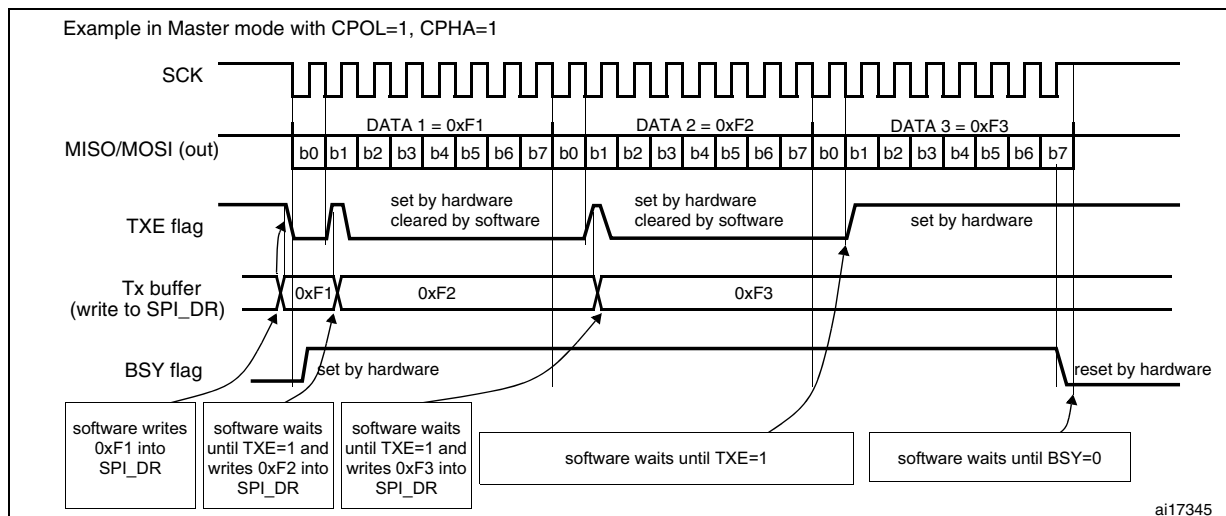 Example in Master mode with CPOL=1, CPHA=1
SCK
DATA 1 = 0xF1 DATA 2 = 0xF2 DATA 3 = 0xF3
MISO/MOSI (out) b0 b1 b2 b3 b4 b5 b6 b7 b0 b1 b2 b3 b4 b5 b6 b7 b0 b1 b2 b3 b4 b5 b6 b7
set by hardware set by hardware
TXE flag cleared by software cleared by software set by hardware
Tx buffer 0xF1 0xF2 0xF3
(write to SPI_DR)
BSY flag set by hardware reset by hardware
software writes
0xF1 into
SPI_DR
software waits
until TXE=1 and
writes 0xF2 into
SPI_DR
software waits
until TXE=1 and
writes 0xF3 into
SPI_DR
software waits until TXE=1
software waits until BSY=0
ai17345